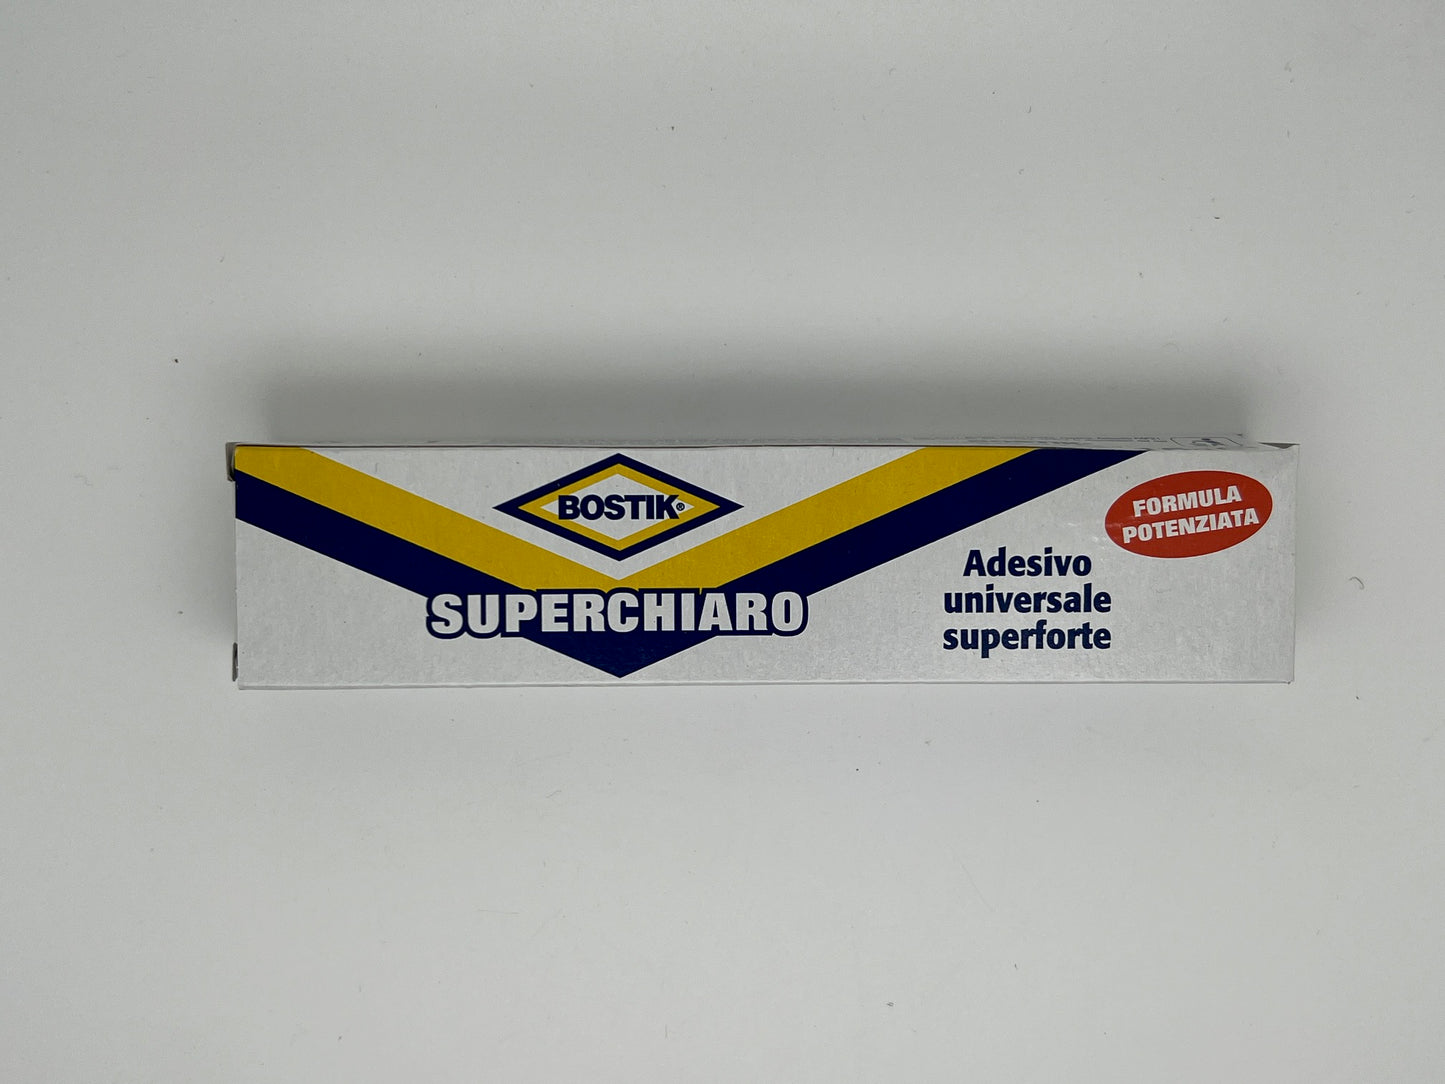 BOSTIK®
SUPERCHIARO
FORMULA
POTENZIATA
Adesivo
universale
superforte